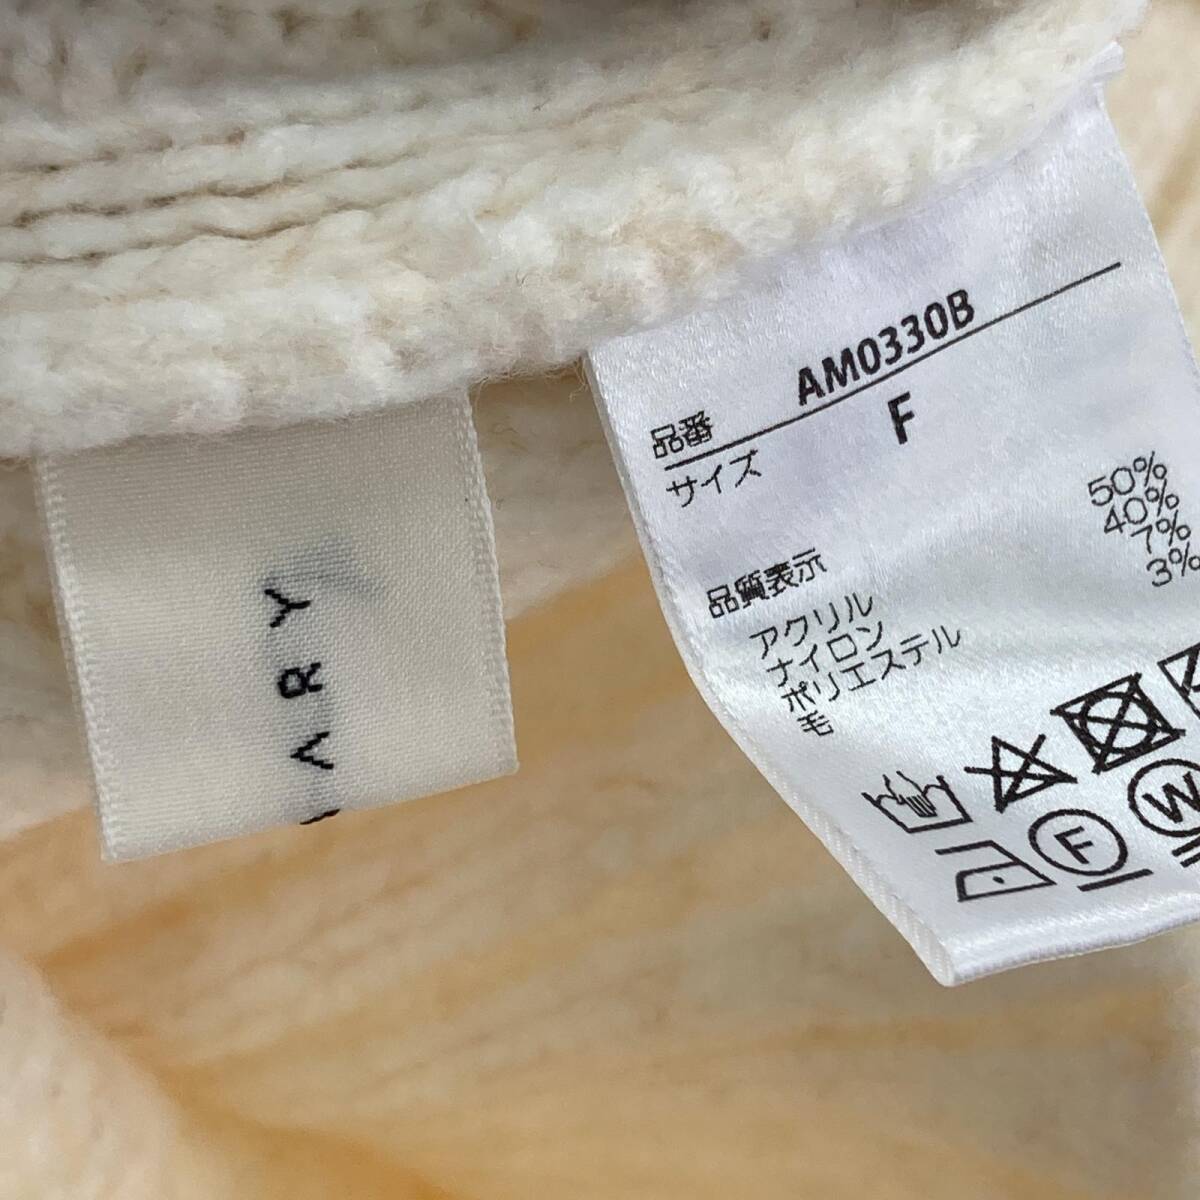 品番 AM0330B
サイズ F
品質表示
アクリル 50%
ナイロン 40%
ポリエステル 7%
毛 3%
F
W
ARY